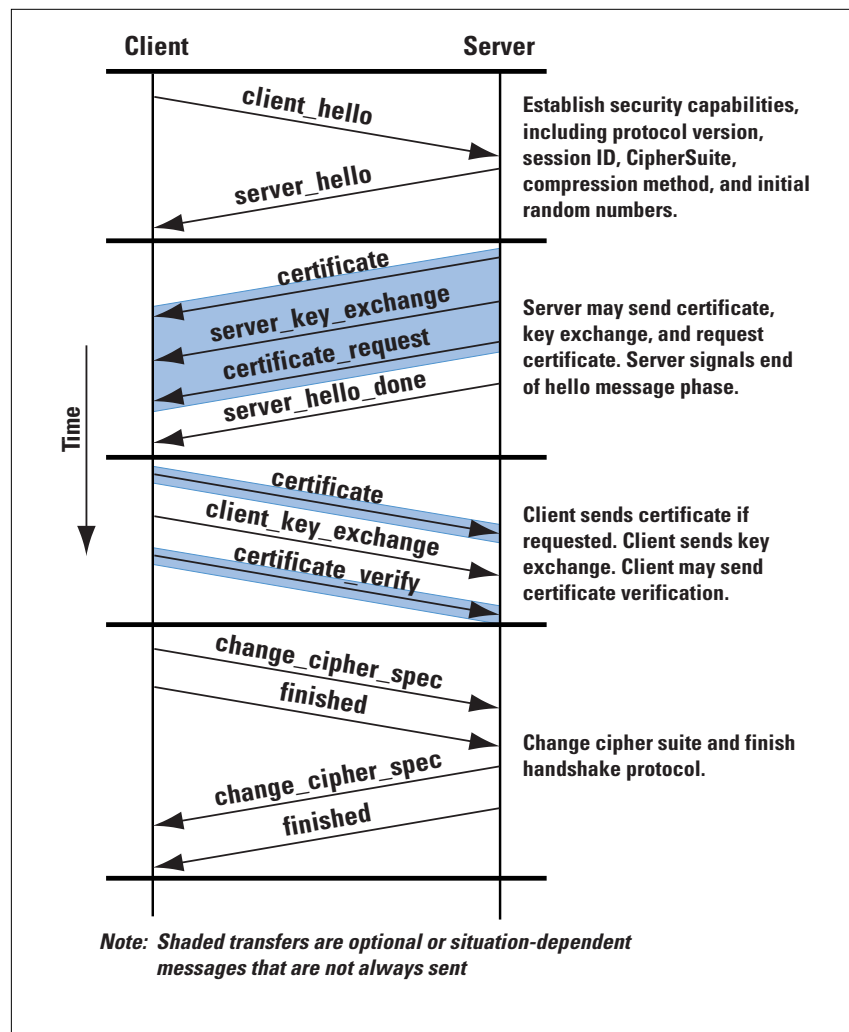 Client
Server
client_hello
server_hello
Establish security capabilities,
including protocol version,
session ID, CipherSuite,
compression method, and initial
random numbers.
certificate
server_key_exchange
certificate_request
server_hello_done
Server may send certificate,
key exchange, and request
certificate. Server signals end
of hello message phase.
Time
certificate
client_key_exchange
certificate_verify
Client sends certificate if
requested. Client sends key
exchange. Client may send
certificate verification.
change_cipher_spec
finished
change_cipher_spec
finished
Change cipher suite and finish
handshake protocol.
Note: Shaded transfers are optional or situation-dependent
messages that are not always sent